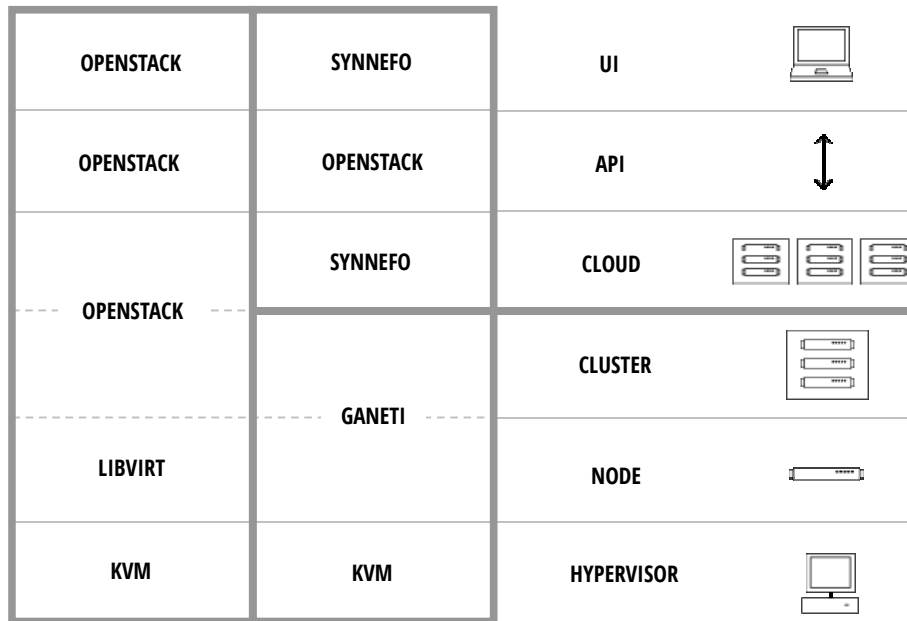 OPENSTACK SYNNEFO UI
OPENSTACK OPENSTACK API
SYNNEFO CLOUD
OPENSTACK
CLUSTER
GANETI
LIBVIRT NODE
KVM KVM HYPERVISOR